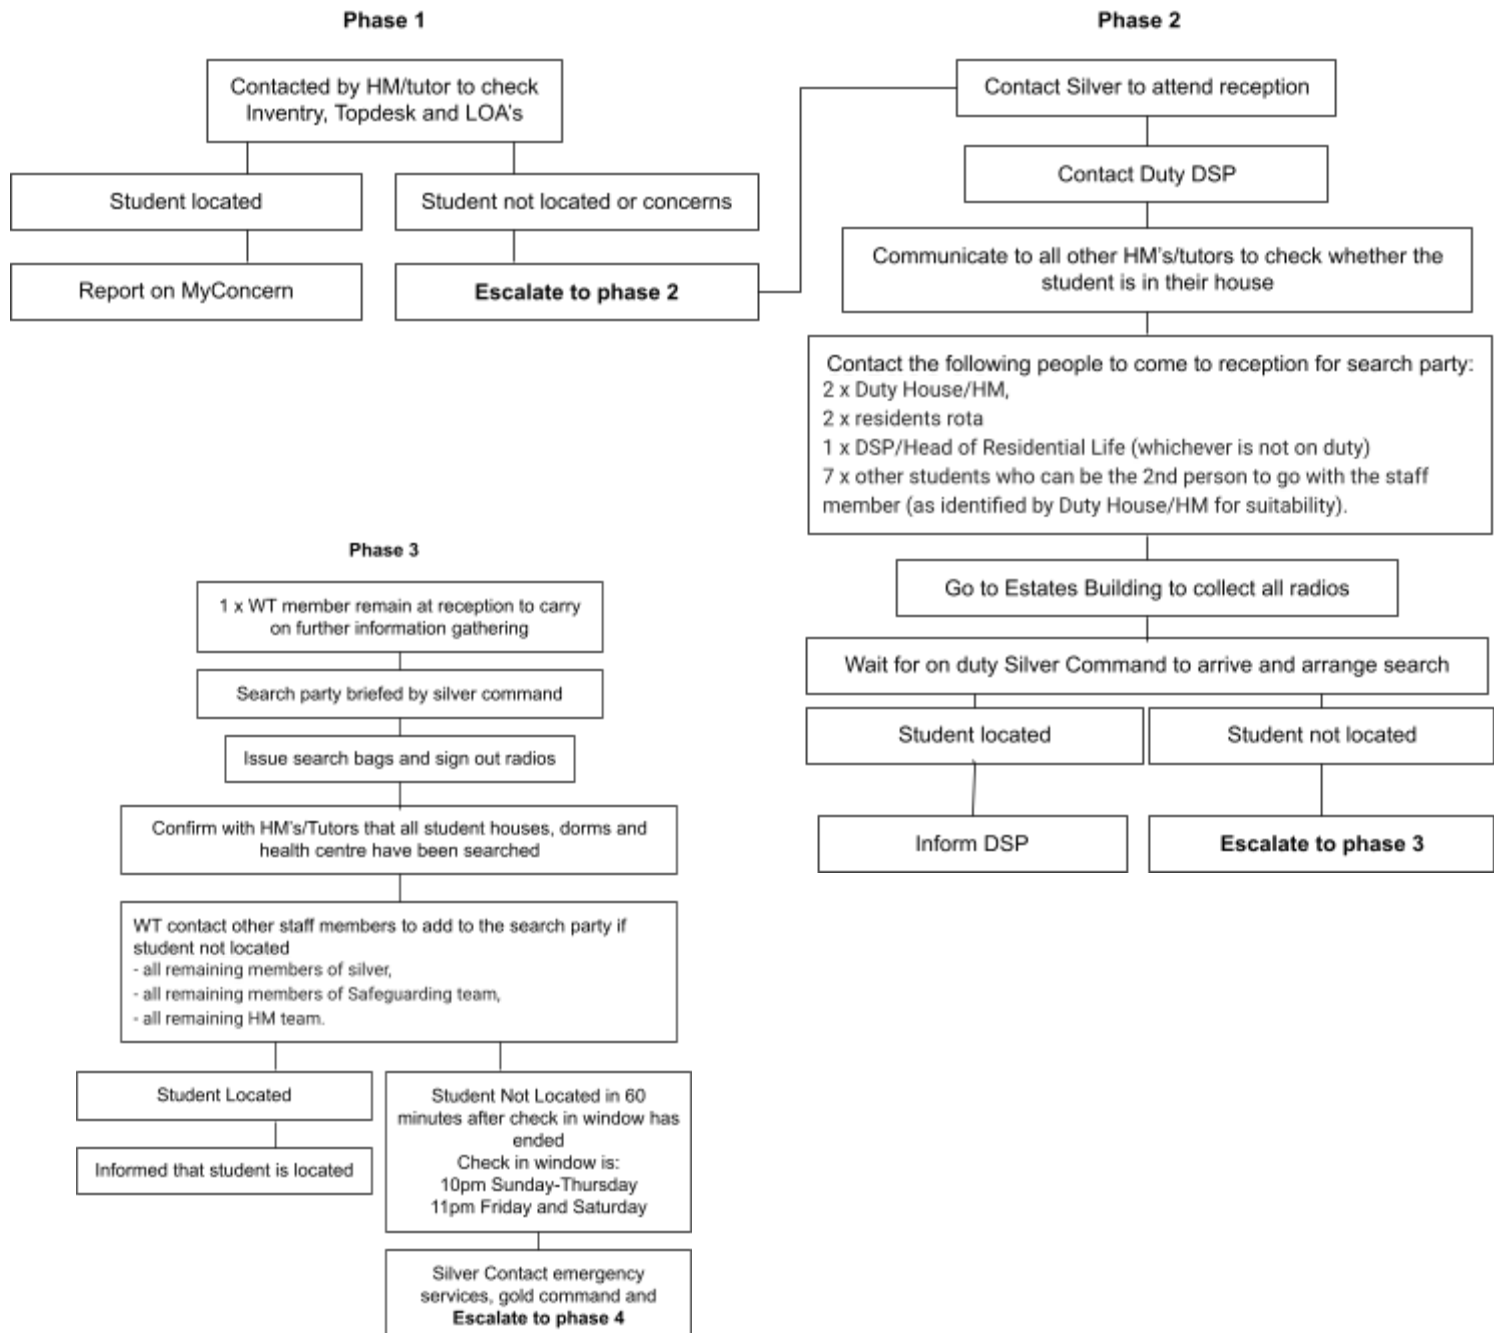 Phase 1
Contacted by HM/tutor to check
Inventry, Topdesk and LOA's
Student located
Student not located or concerns
Report on MyConcern
Escalate to phase 2
Phase 2
Contact Silver to attend reception
Contact Duty DSP
Communicate to all other HM's/tutors to check whether the
student is in their house
Contact the following people to come to reception for search party:
2 x Duty House/HM,
2 x residents rota
1 x DSP/Head of Residential Life (whichever is not on duty)
7 x other students who can be the 2nd person to go with the staff
member (as identified by Duty House/HM for suitability).
Go to Estates Building to collect all radios
Wait for on duty Silver Command to arrive and arrange search
Student located
Student not located
Inform DSP
Escalate to phase 3
Phase 3
1 x WT member remain at reception to carry
on further information gathering
Search party briefed by silver command
Issue search bags and sign out radios
Confirm with HM's/Tutors that all student houses, dorms and
health centre have been searched
WT contact other staff members to add to the search party if
student not located
- all remaining members of silver,
- all remaining members of Safeguarding team,
- all remaining HM team.
Student Located
Informed that student is located
Student Not Located in 60
minutes after check in window has
ended
Check in window is:
10pm Sunday-Thursday
11pm Friday and Saturday
Silver Contact emergency
services, gold command and
Escalate to phase 4